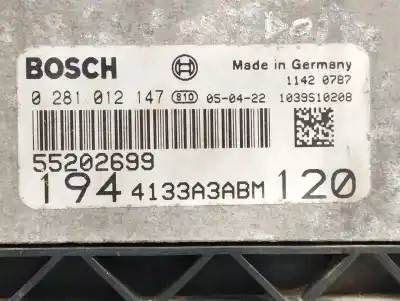 BOSCH Made in Germany
1142 0787
0 281 012 147 810 05-04-22 1039S10208
55202699
194 4133A3ABM 120